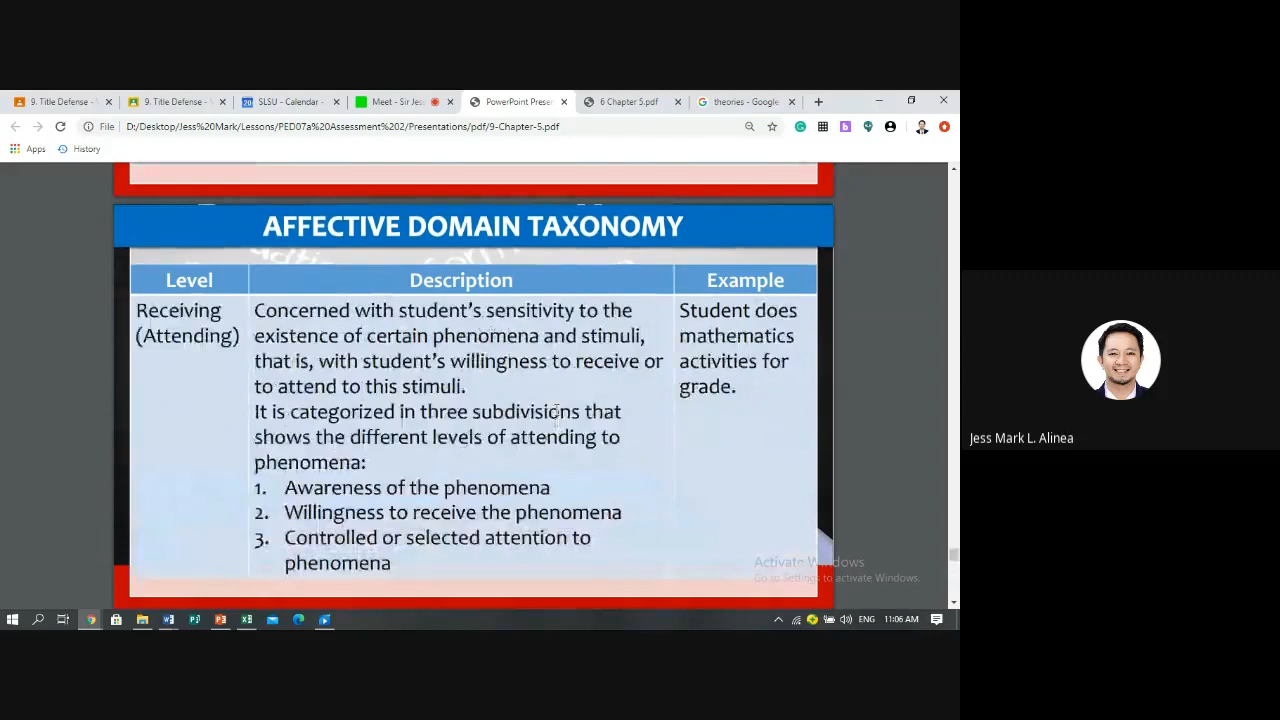 9. Title Defense -
9. Title Defense -
SLSU - Calendar -
Meet - Sir Jes
PowerPoint Presen
6 Chapter 5.pdf
theories - Google
File
D:/Desktop/Jess%20Mark/Lessons/PED07a%20Assessment%202/Presentations/pdf/9-Chapter-5.pdf
Apps
History
AFFECTIVE DOMAIN TAXONOMY
Level
Description
Example
Receiving
(Attending)
Concerned with student's sensitivity to the
existence of certain phenomena and stimuli,
that is, with student's willingness to receive or
to attend to this stimuli.
It is categorized in three subdivisions that
shows the different levels of attending to
phenomena:
1. Awareness of the phenomena
2. Willingness to receive the phenomena
3. Controlled or selected attention to
phenomena
Student does
mathematics
activities for
grade.
Activate Windows
Go to Settings to activate Windows.
ENG
11:06 AM
Jess Mark L. Alinea